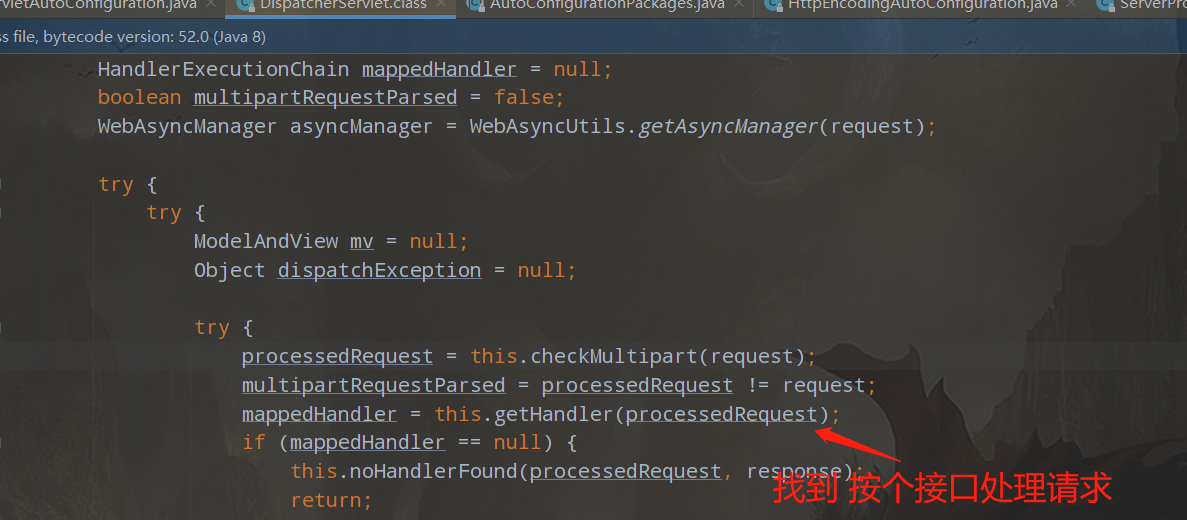 rvletAutoConfiguration.java × DispatcherServlet.class × AutoConfigurationPackages.java × HttpEncodingAutoConfiguration.java × ServerPro
ss file, bytecode version: 52.0 (Java 8)
HandlerExecutionChain mappedHandler = null;
boolean multipartRequestParsed = false;
WebAsyncManager asyncManager = WebAsyncUtils.getAsyncManager(request);
try {
try {
ModelAndView mv = null;
Object dispatchException = null;
try {
processedRequest = this.checkMultipart(request);
multipartRequestParsed = processedRequest != request;
mappedHandler = this.getHandler(processedRequest);
if (mappedHandler == null) {
this.noHandlerFound(processedRequest, response);
找到 按个接口处理请求
return;